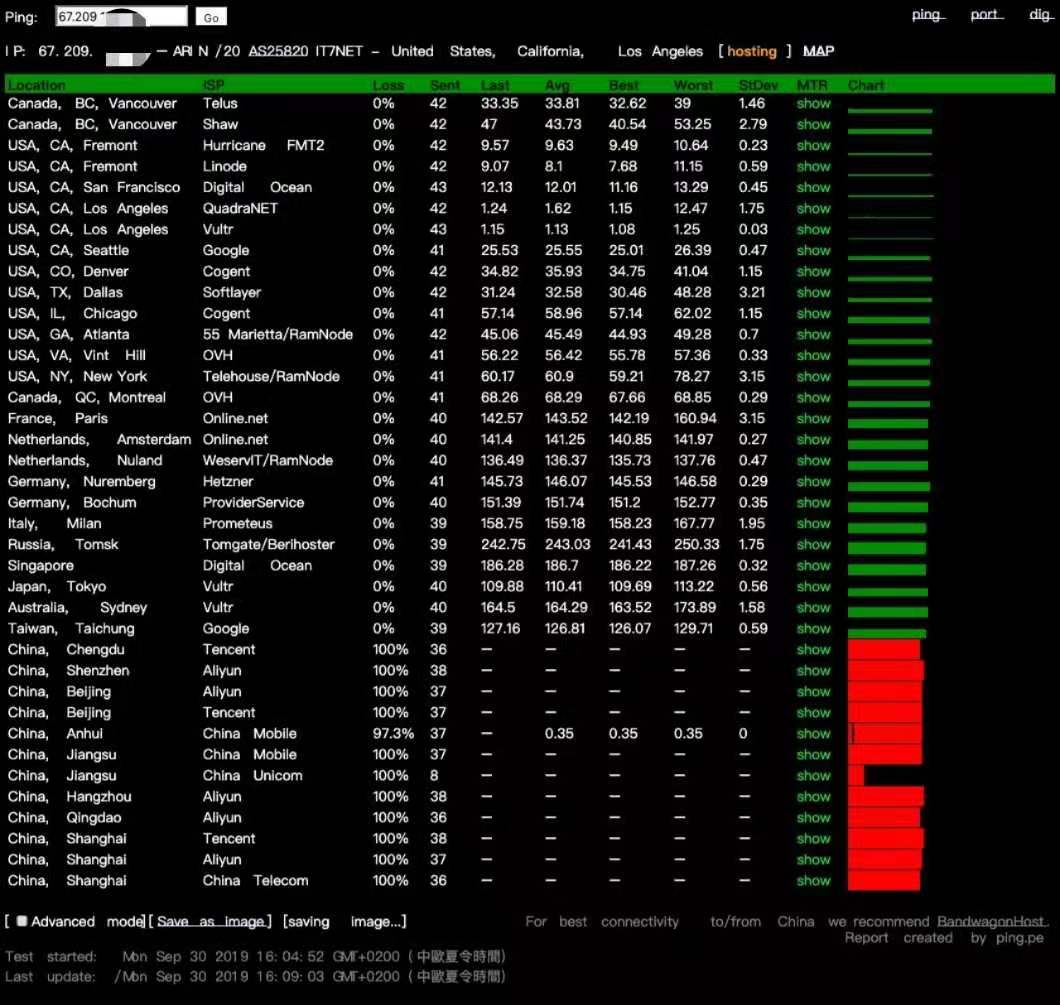 Ping: 67.209 Go ping port dig
IP: 67.209. — ARIN /20 AS25820 IT7NET - United States, California, Los Angeles [hosting] MAP
Location ISP Loss Sent Last Avg Best Worst StDev MTR Chart
Canada, BC, Vancouver Telus 0% 42 33.35 33.81 32.62 39 1.46 show
Canada, BC, Vancouver Shaw 0% 42 47 43.73 40.54 53.25 2.79 show
USA, CA, Fremont Hurricane FMT2 0% 42 9.57 9.63 9.49 10.64 0.23 show
USA, CA, Fremont Linode 0% 42 9.07 8.1 7.68 11.15 0.59 show
USA, CA, San Francisco Digital Ocean 0% 43 12.13 12.01 11.16 13.29 0.45 show
USA, CA, Los Angeles QuadraNET 0% 42 1.24 1.62 1.15 12.47 1.75 show
USA, CA, Los Angeles Vultr 0% 43 1.15 1.13 1.08 1.25 0.03 show
USA, CA, Seattle Google 0% 41 25.53 25.55 25.01 26.39 0.47 show
USA, CO, Denver Cogent 0% 42 34.82 35.93 34.75 41.04 1.15 show
USA, TX, Dallas Softlayer 0% 42 31.24 32.58 30.46 48.28 3.21 show
USA, IL, Chicago Cogent 0% 41 57.14 58.96 57.14 62.02 1.15 show
USA, GA, Atlanta 55 Marietta/RamNode 0% 42 45.06 45.49 44.93 49.28 0.7 show
USA, VA, Vint Hill OVH 0% 41 56.22 56.42 55.78 57.36 0.33 show
USA, NY, New York Telehouse/RamNode 0% 41 60.17 60.9 59.21 78.27 3.15 show
Canada, QC, Montreal OVH 0% 41 68.26 68.29 67.66 68.85 0.29 show
France, Paris Online.net 0% 40 142.57 143.52 142.19 160.94 3.15 show
Netherlands, Amsterdam Online.net 0% 40 141.4 141.25 140.85 141.97 0.27 show
Netherlands, Nuland WeservIT/RamNode 0% 40 136.49 136.37 135.73 137.76 0.47 show
Germany, Nuremberg Hetzner 0% 41 145.73 146.07 145.53 146.58 0.29 show
Germany, Bochum ProviderService 0% 40 151.39 151.74 151.2 152.77 0.35 show
Italy, Milan Prometeus 0% 39 158.75 159.18 158.23 167.77 1.95 show
Russia, Tomsk Tomgate/Berihoster 0% 39 242.75 243.03 241.43 250.33 1.75 show
Singapore Digital Ocean 0% 39 186.28 186.7 186.22 187.26 0.32 show
Japan, Tokyo Vultr 0% 40 109.88 110.41 109.69 113.22 0.56 show
Australia, Sydney Vultr 0% 40 164.5 164.29 163.52 173.89 1.58 show
Taiwan, Taichung Google 0% 39 127.16 126.81 126.07 129.71 0.59 show
China, Chengdu Tencent 100% 36 — — — — — show
China, Shenzhen Aliyun 100% 38 — — — — — show
China, Beijing Aliyun 100% 37 — — — — — show
China, Beijing Tencent 100% 37 — — — — — show
China, Anhui China Mobile 97.3% 37 — 0.35 0.35 0.35 0 show
China, Jiangsu China Mobile 100% 37 — — — — — show
China, Jiangsu China Unicom 100% 8 — — — — — show
China, Hangzhou Aliyun 100% 38 — — — — — show
China, Qingdao Aliyun 100% 36 — — — — — show
China, Shanghai Tencent 100% 38 — — — — — show
China, Shanghai Aliyun 100% 37 — — — — — show
China, Shanghai China Telecom 100% 36 — — — — — show
[ Advanced mode][Save as image] [saving image...] For best connectivity to/from China we recommend BandwagonHost.
Report created by ping.pe
Test started: Mon Sep 30 2019 16:04:52 GMT+0200 (中歐夏令時間)
Last update: /Mon Sep 30 2019 16:09:03 GMT+0200 (中歐夏令時間)